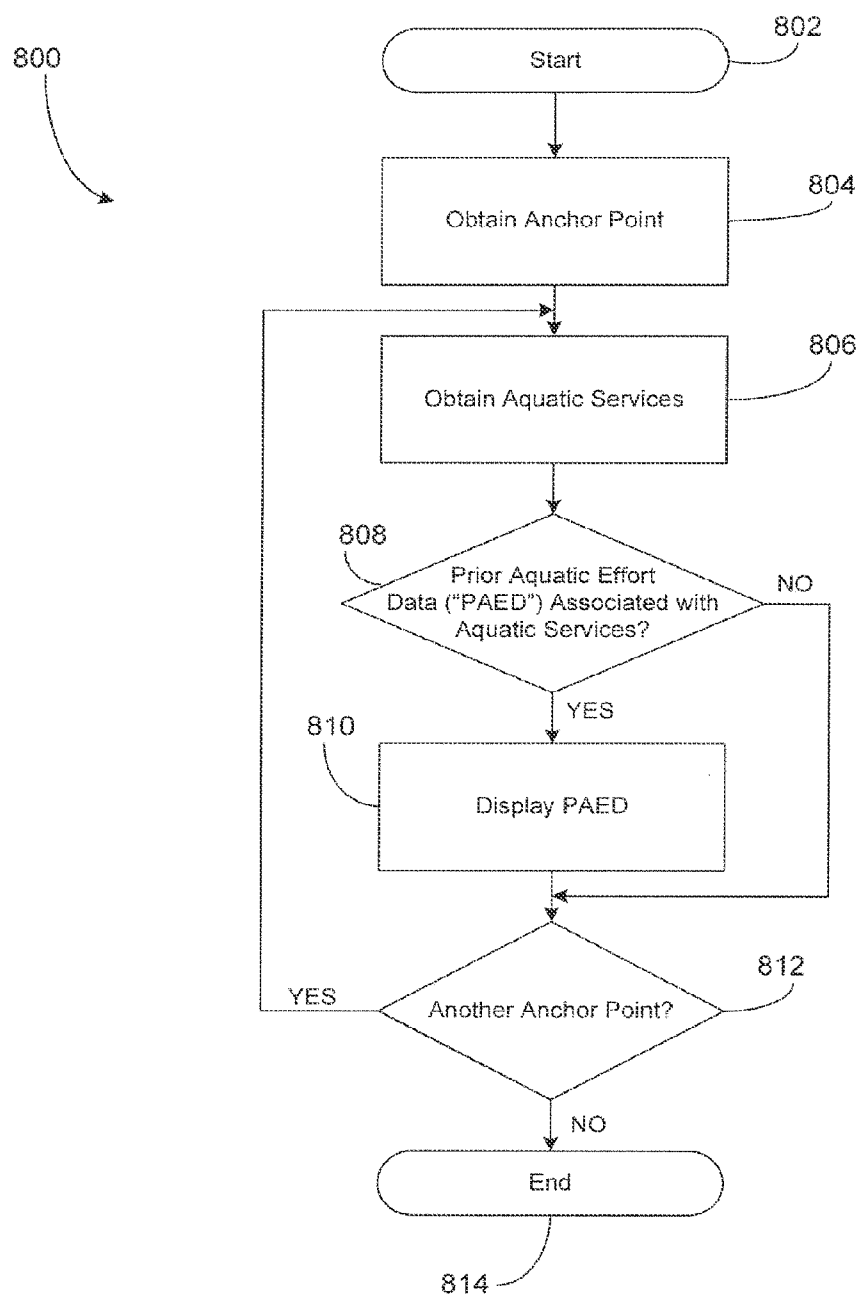 802
800
Start
804
Obtain Anchor Point
806
Obtain Aquatic Services
808
Prior Aquatic Effort
Data ("PAED") Associated with
Aquatic Services?
NO
YES
810
Display PAED
812
YES
Another Anchor Point?
NO
End
814